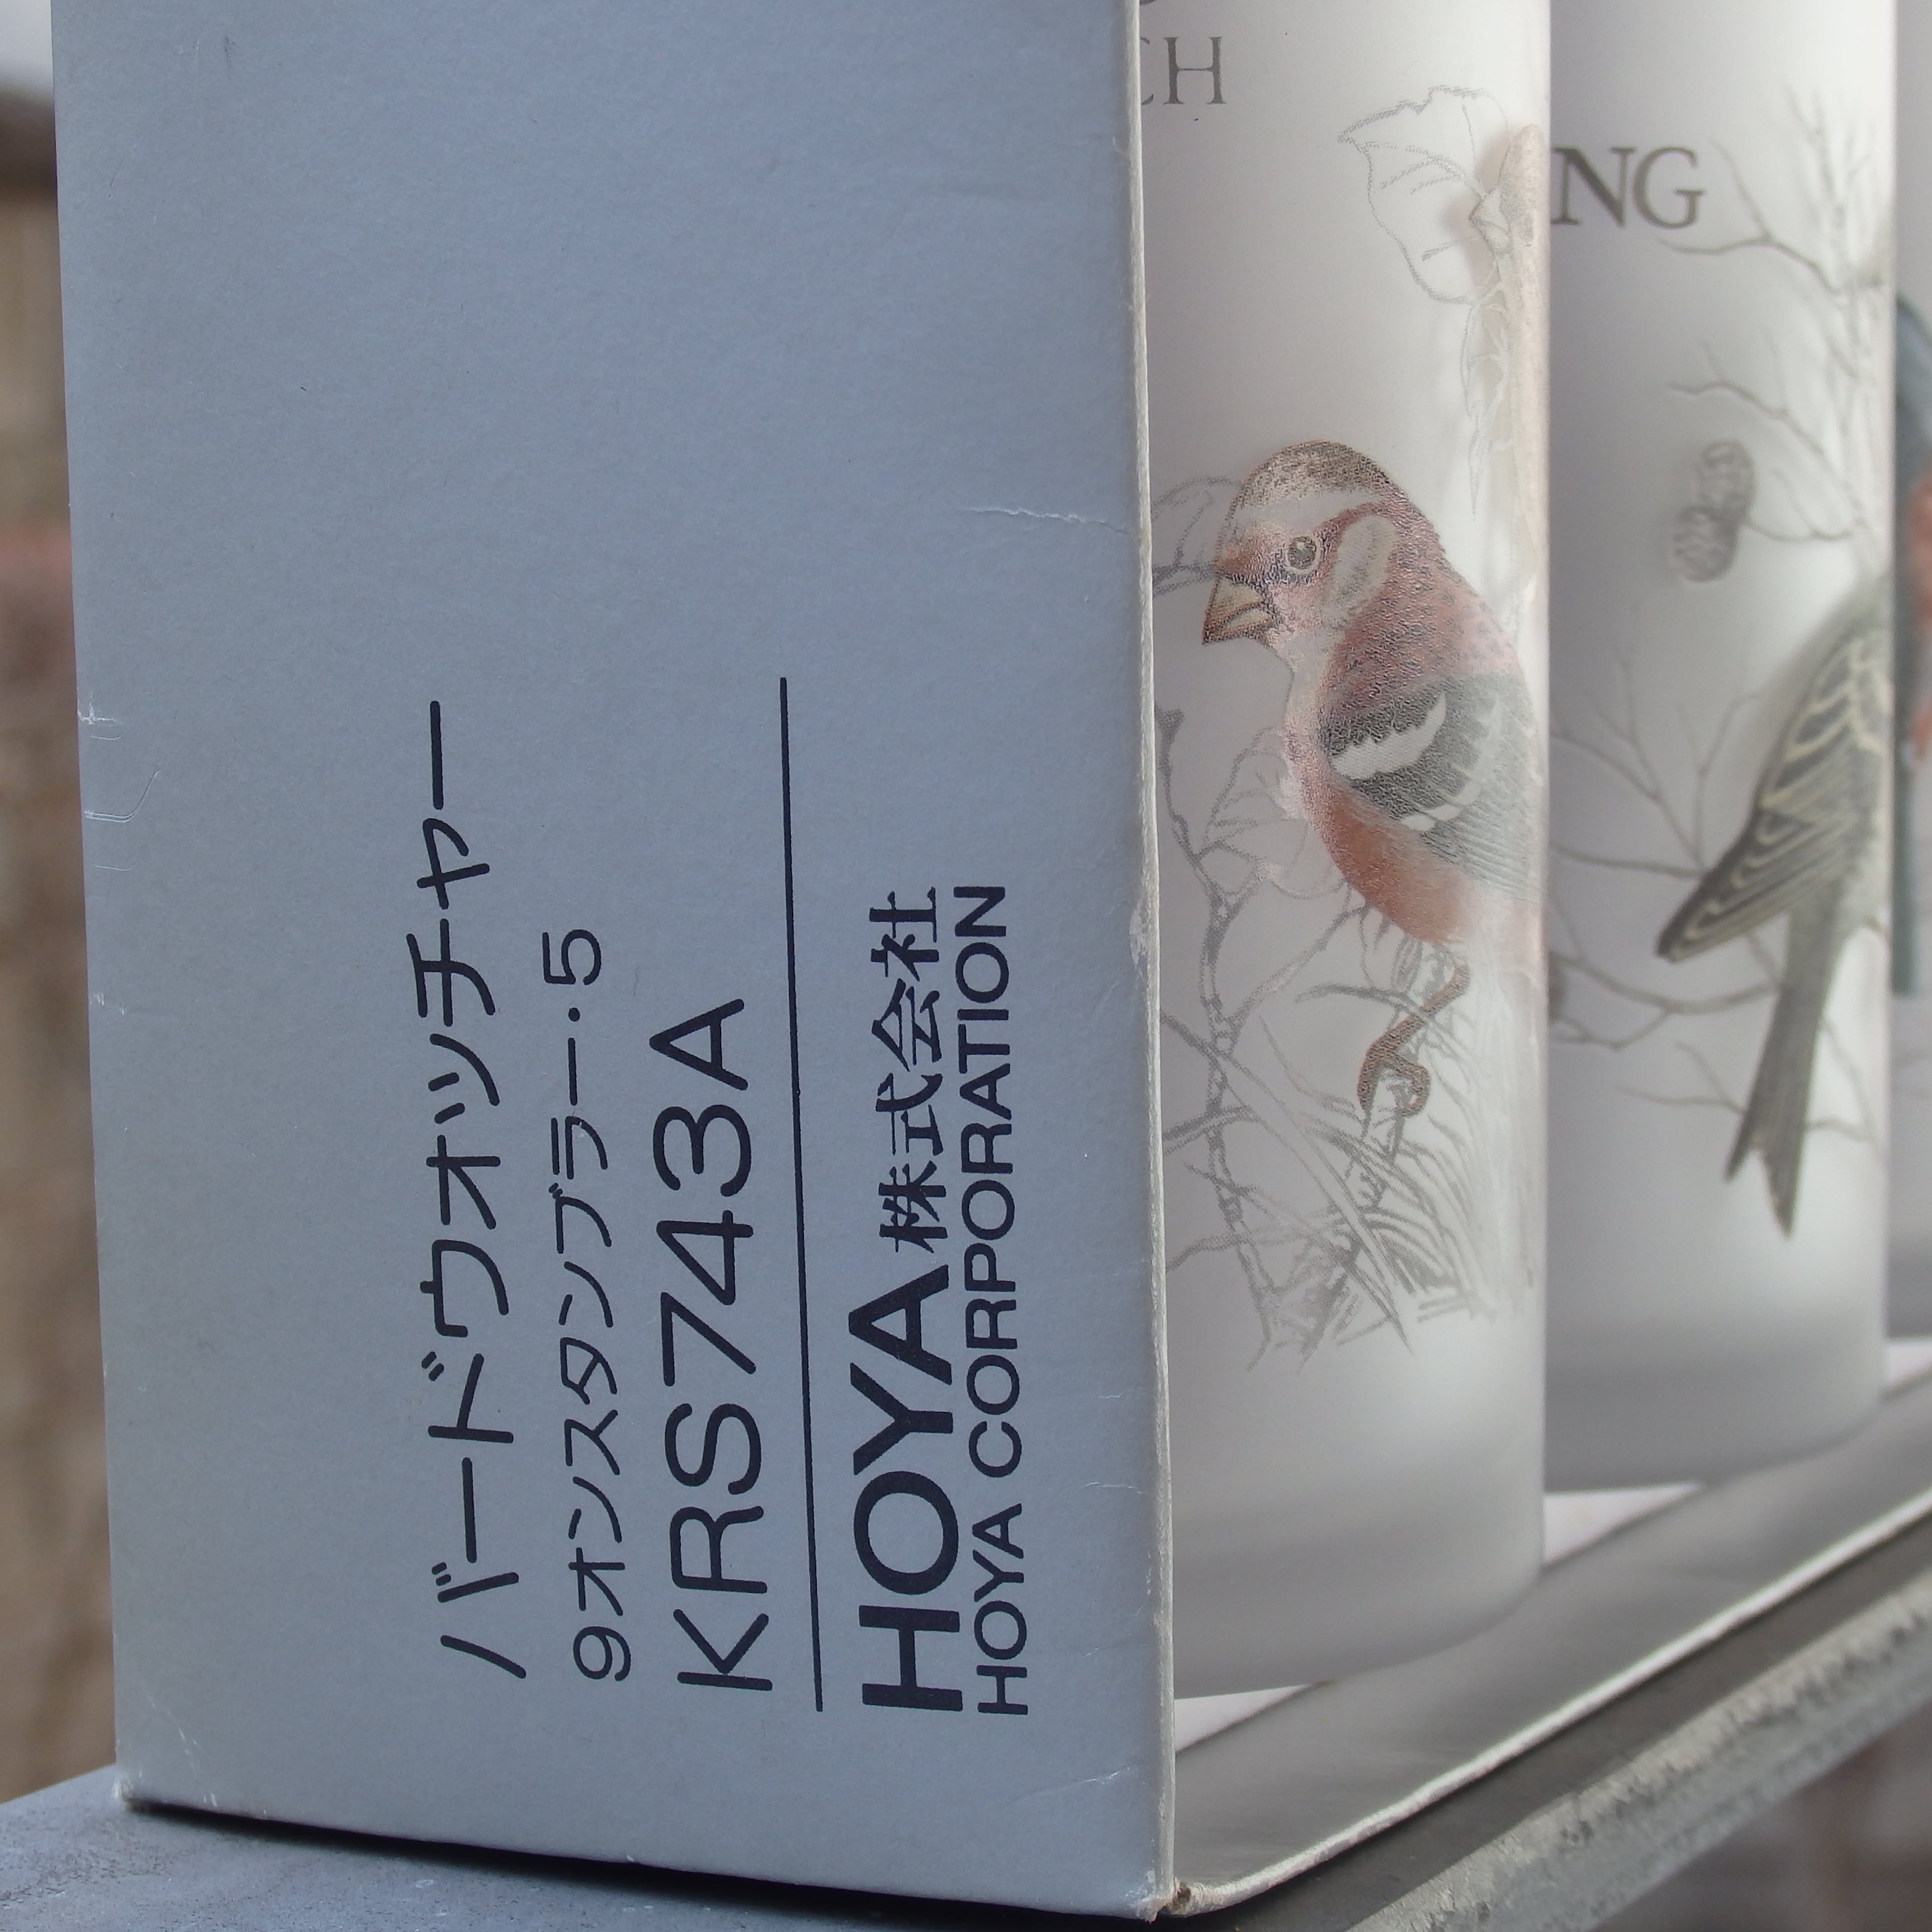 バードウオッチャー
9オンスタンブラー・5
KRS743A
HOYA株式会社
HOYA CORPORATION
CH
NG